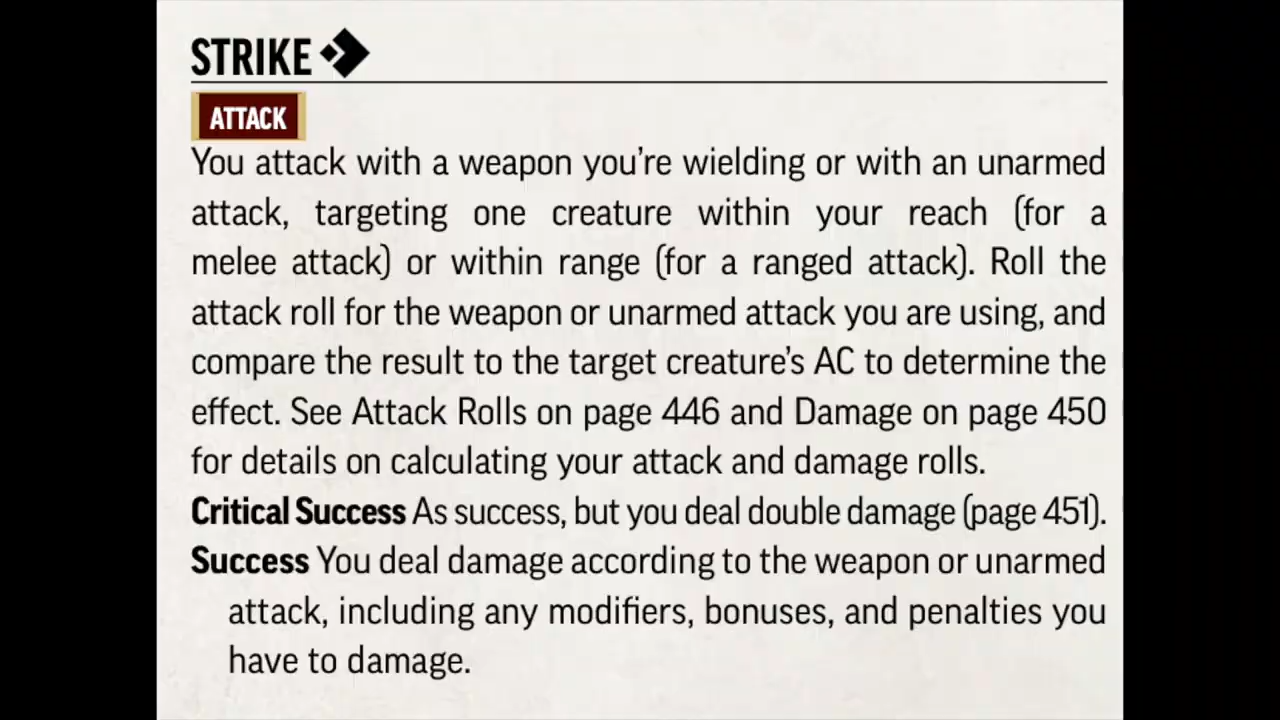 STRIKE
ATTACK
You attack with a weapon you're wielding or with an unarmed
attack, targeting one creature within your reach (for a
melee attack) or within range (for a ranged attack). Roll the
attack roll for the weapon or unarmed attack you are using, and
compare the result to the target creature's AC to determine the
effect. See Attack Rolls on page 446 and Damage on page 450
for details on calculating your attack and damage rolls.
Critical Success As success, but you deal double damage (page 451).
Success You deal damage according to the weapon or unarmed
attack, including any modifiers, bonuses, and penalties you
have to damage.